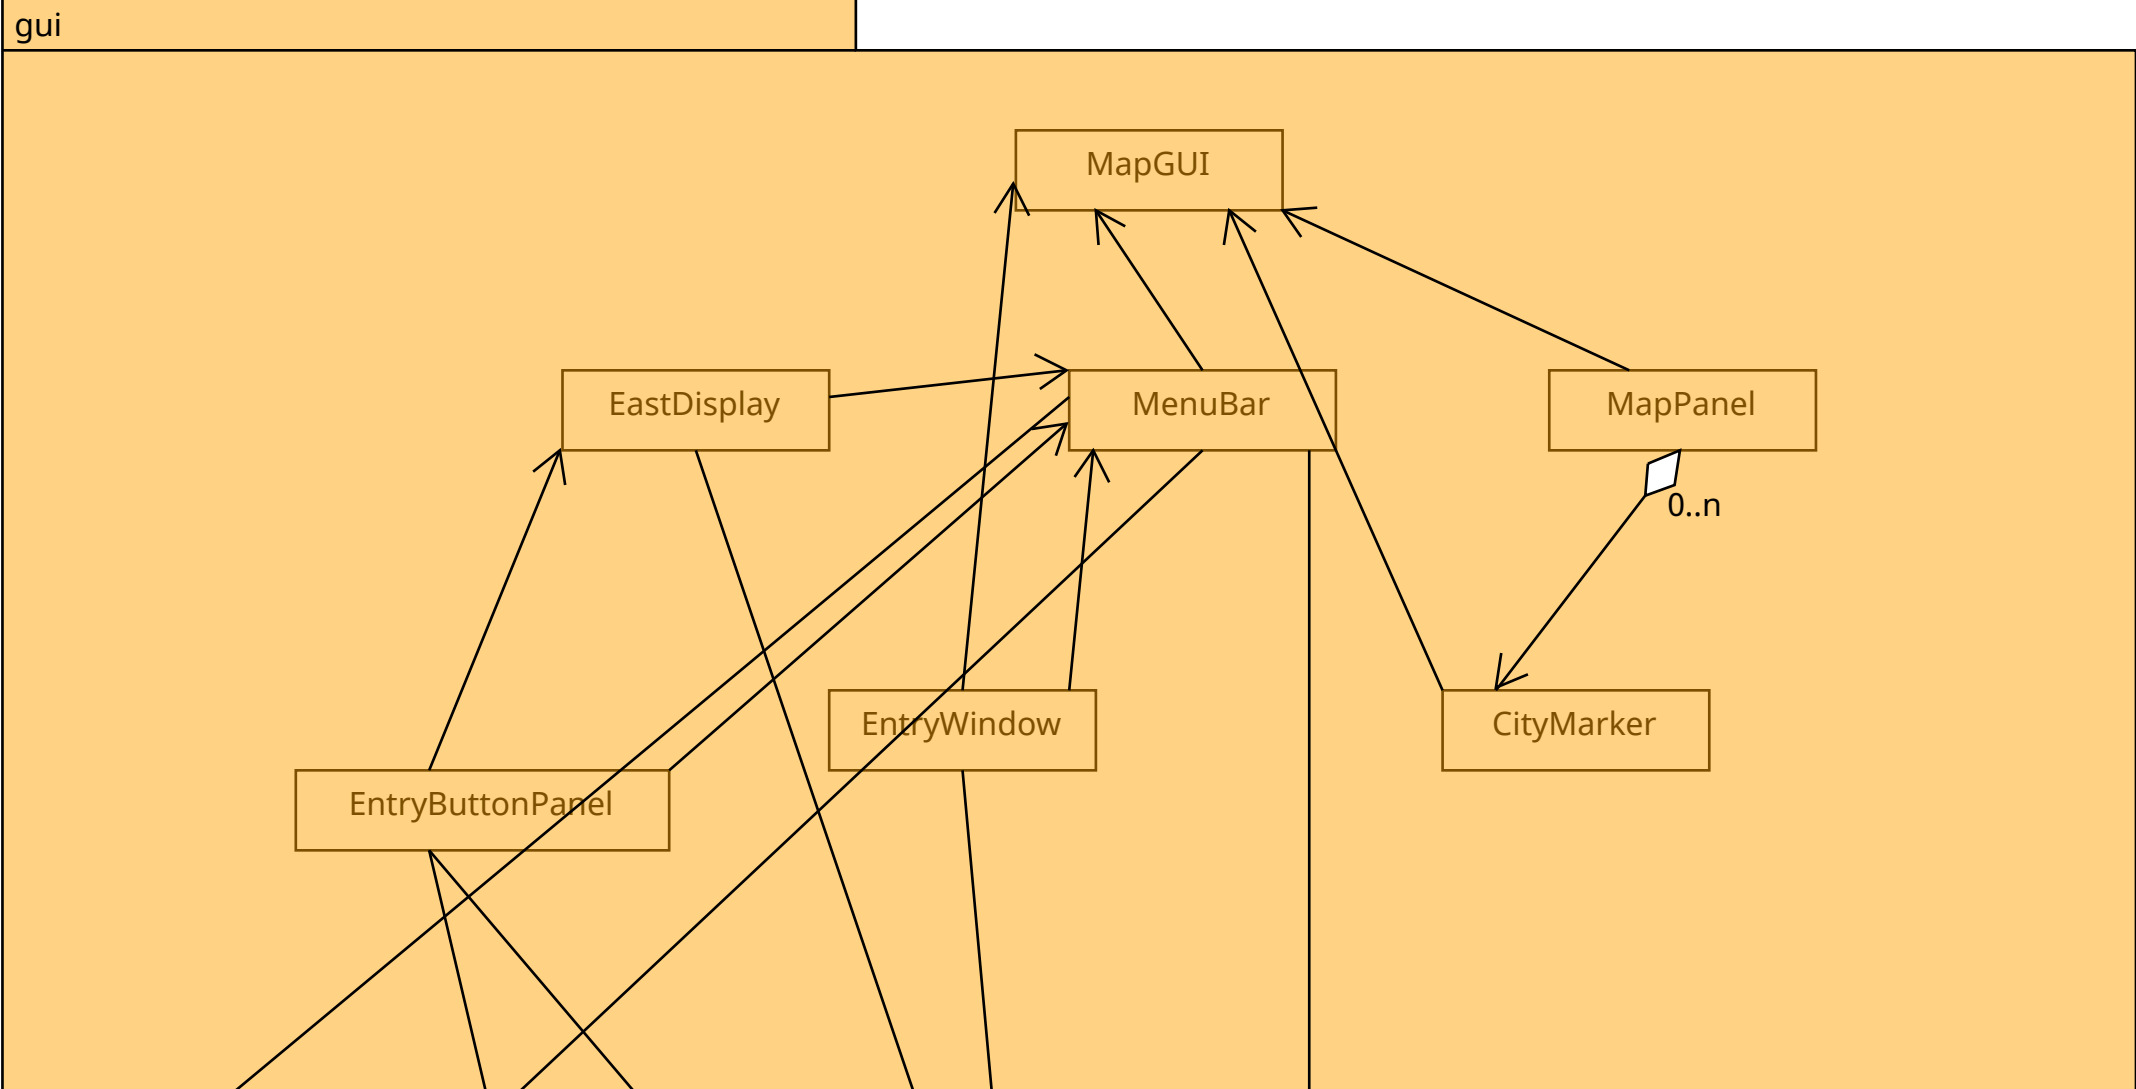 gui
MapGUI
EastDisplay
MenuBar
MapPanel
0..n
EntryWindow
CityMarker
EntryButtonPanel